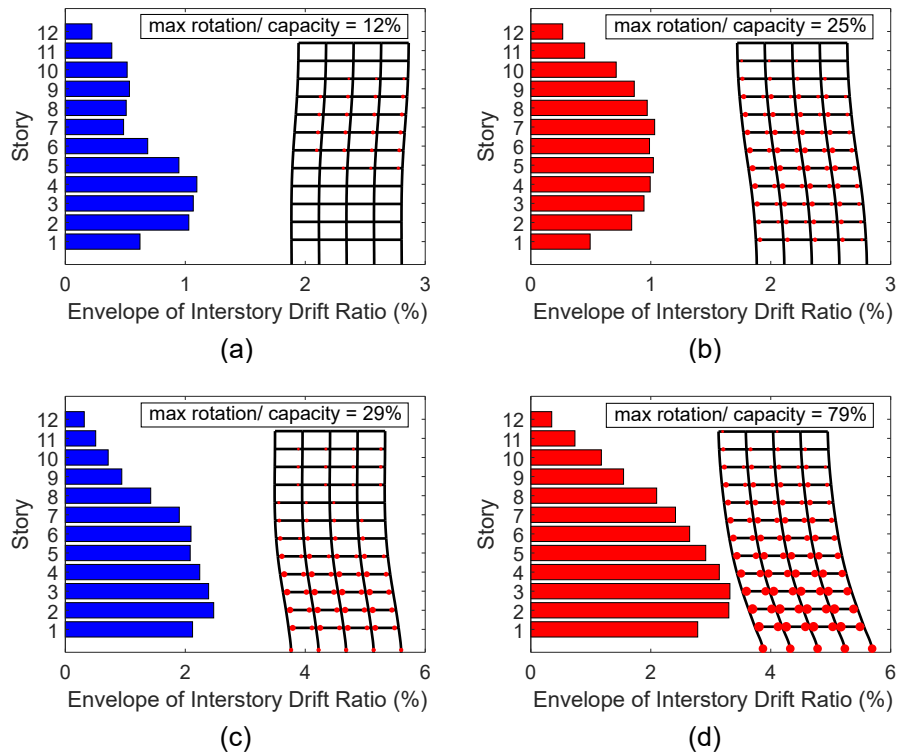 max rotation/ capacity = 12%
12
11
10
9
8
7
6
5
4
3
2
1
Story
0 1 2 3
Envelope of Interstory Drift Ratio (%)
(a)
max rotation/ capacity = 25%
12
11
10
9
8
7
6
5
4
3
2
1
Story
0 1 2 3
Envelope of Interstory Drift Ratio (%)
(b)
max rotation/ capacity = 29%
12
11
10
9
8
7
6
5
4
3
2
1
Story
0 2 4 6
Envelope of Interstory Drift Ratio (%)
(c)
max rotation/ capacity = 79%
12
11
10
9
8
7
6
5
4
3
2
1
Story
0 2 4 6
Envelope of Interstory Drift Ratio (%)
(d)